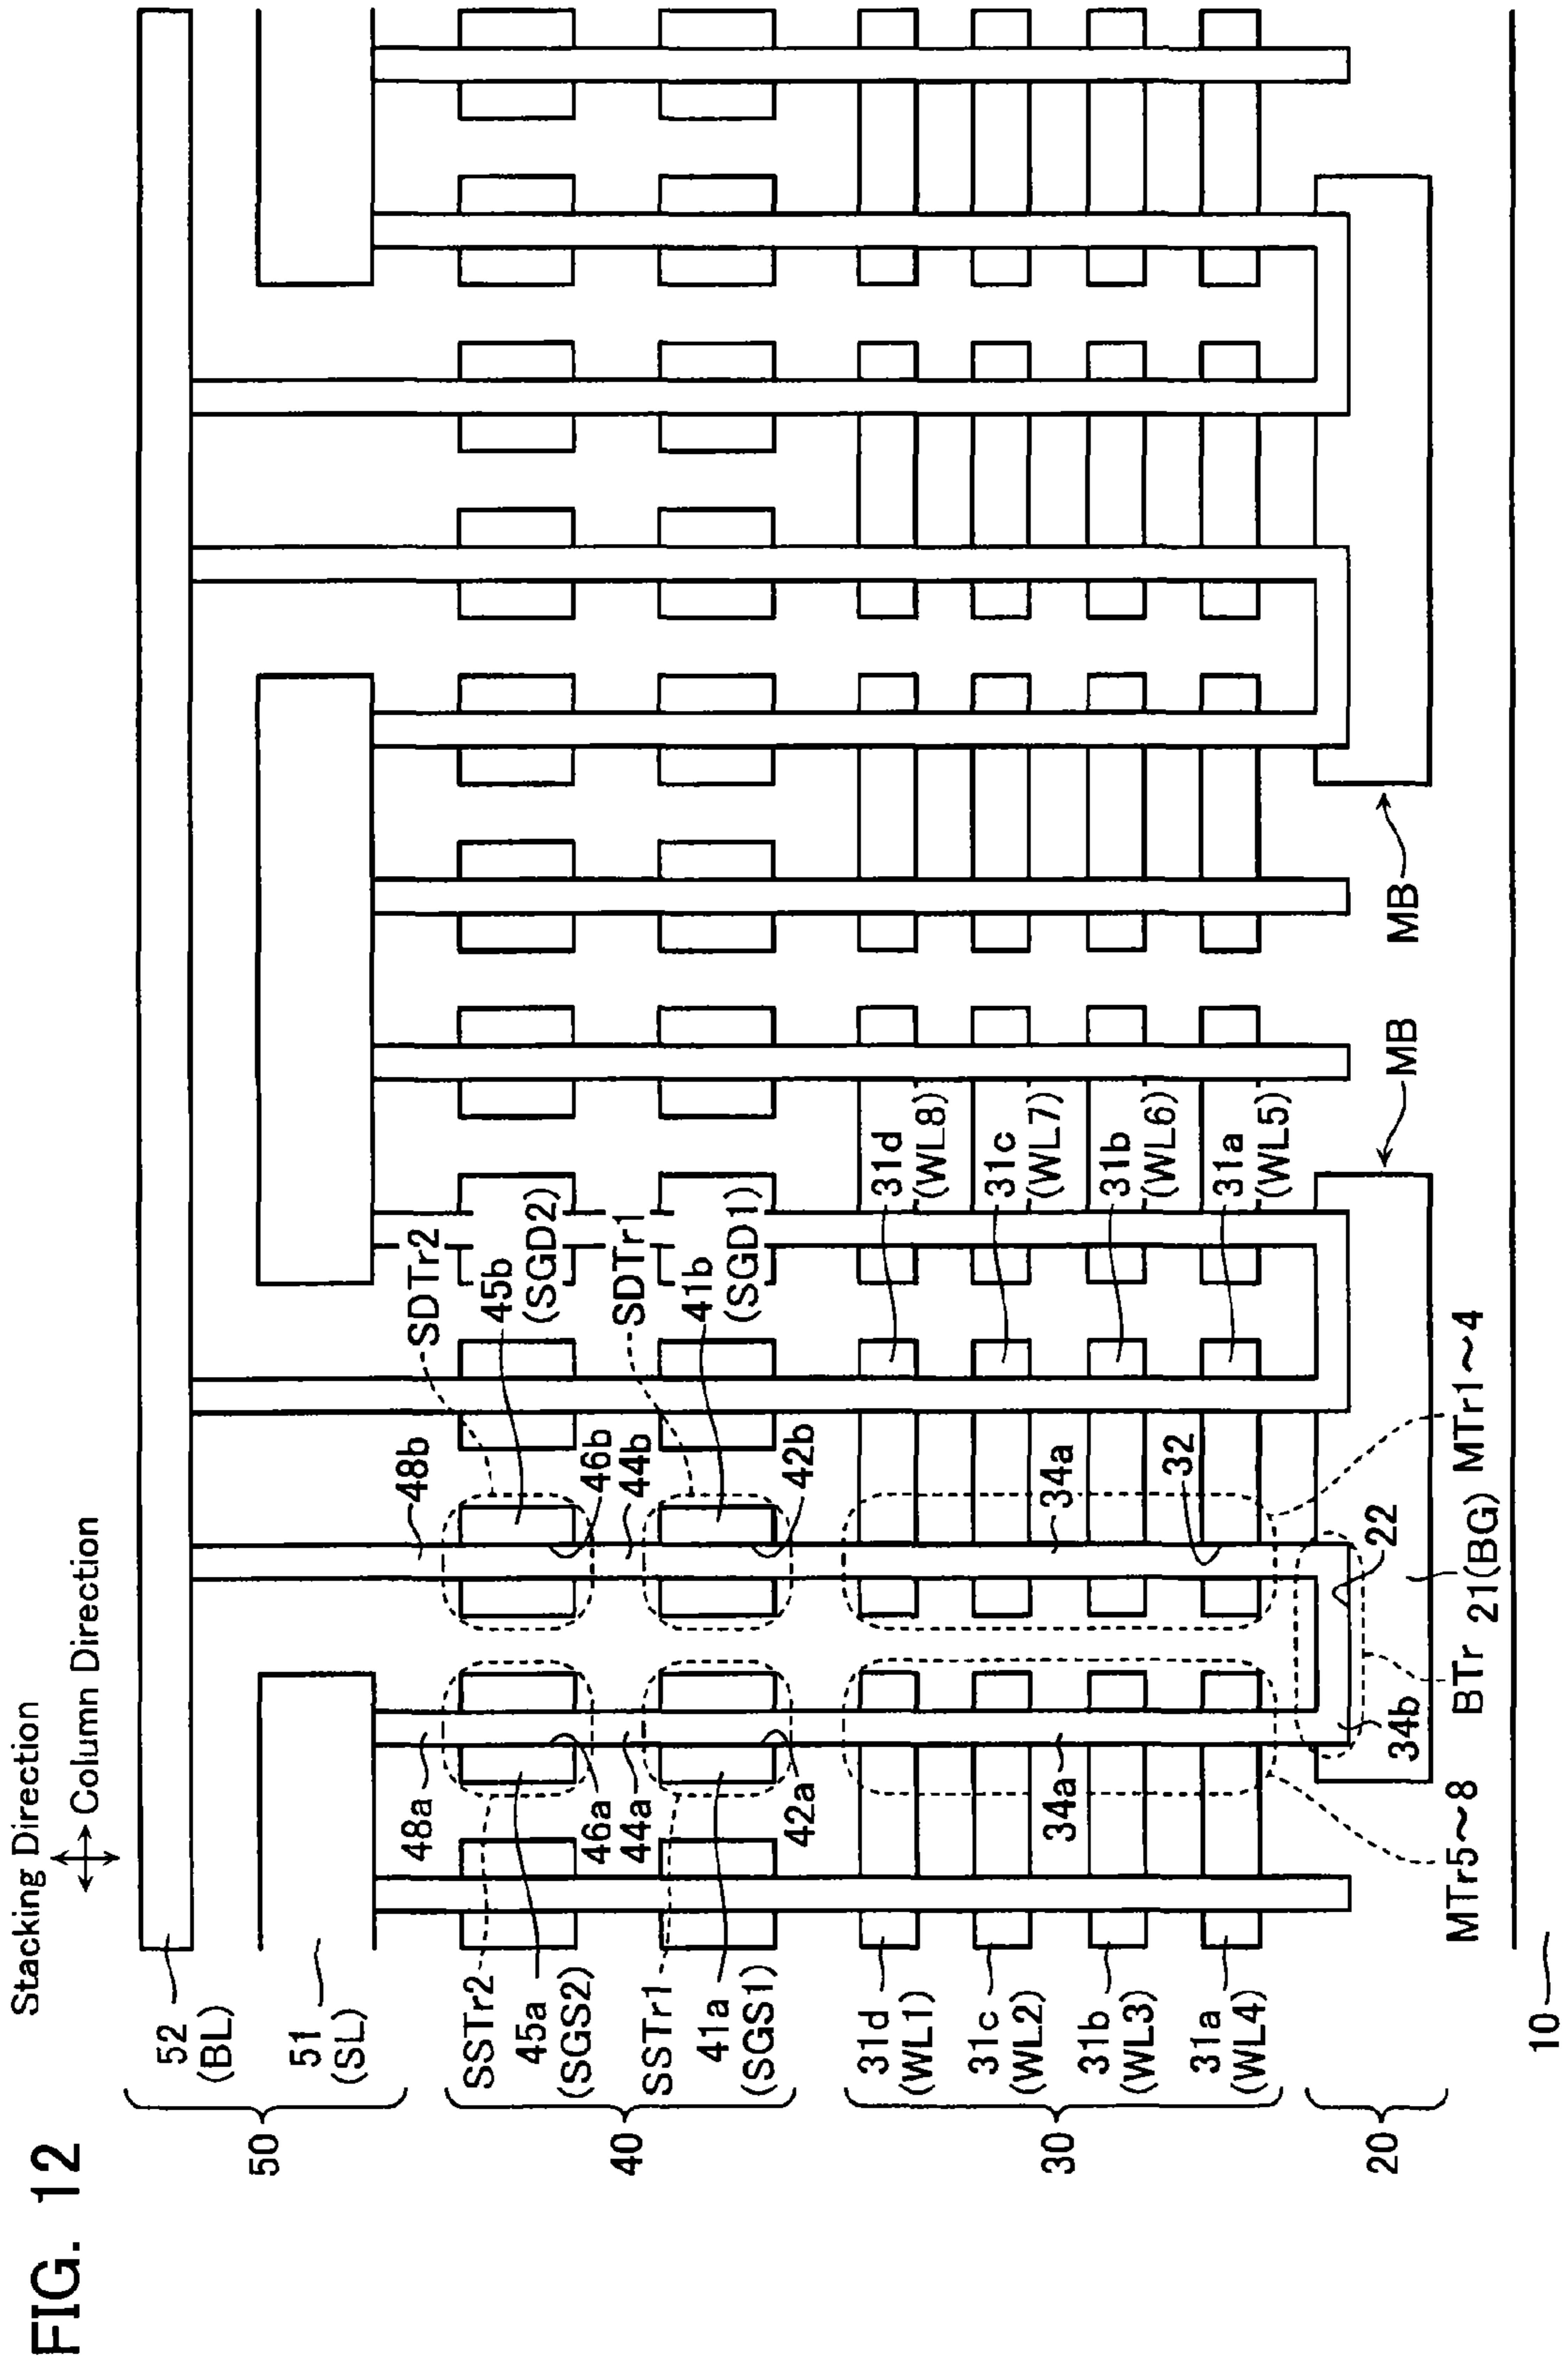 FIG. 12
Stacking Direction
Column Direction
50
52
(BL)
51
(SL)
40
SSTr2
45a
(SGS2)
SSTr1
41a
(SGS1)
30
31d
(WL1)
31c
(WL2)
31b
(WL3)
31a
(WL4)
20
10
48a
46a
44a
42a
34a
MTr5~8
34b
BTr
21(BG)
22
MTr1~4
48b
46b
44b
42b
34a
32
SDTr2
45b
(SGD2)
SDTr1
41b
(SGD1)
31d
(WL8)
31c
(WL7)
31b
(WL6)
31a
(WL5)
MB
MB